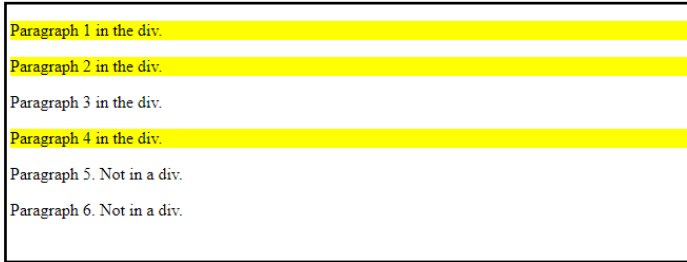 Paragraph 1 in the div.
Paragraph 2 in the div.
Paragraph 3 in the div.
Paragraph 4 in the div.
Paragraph 5. Not in a div.
Paragraph 6. Not in a div.